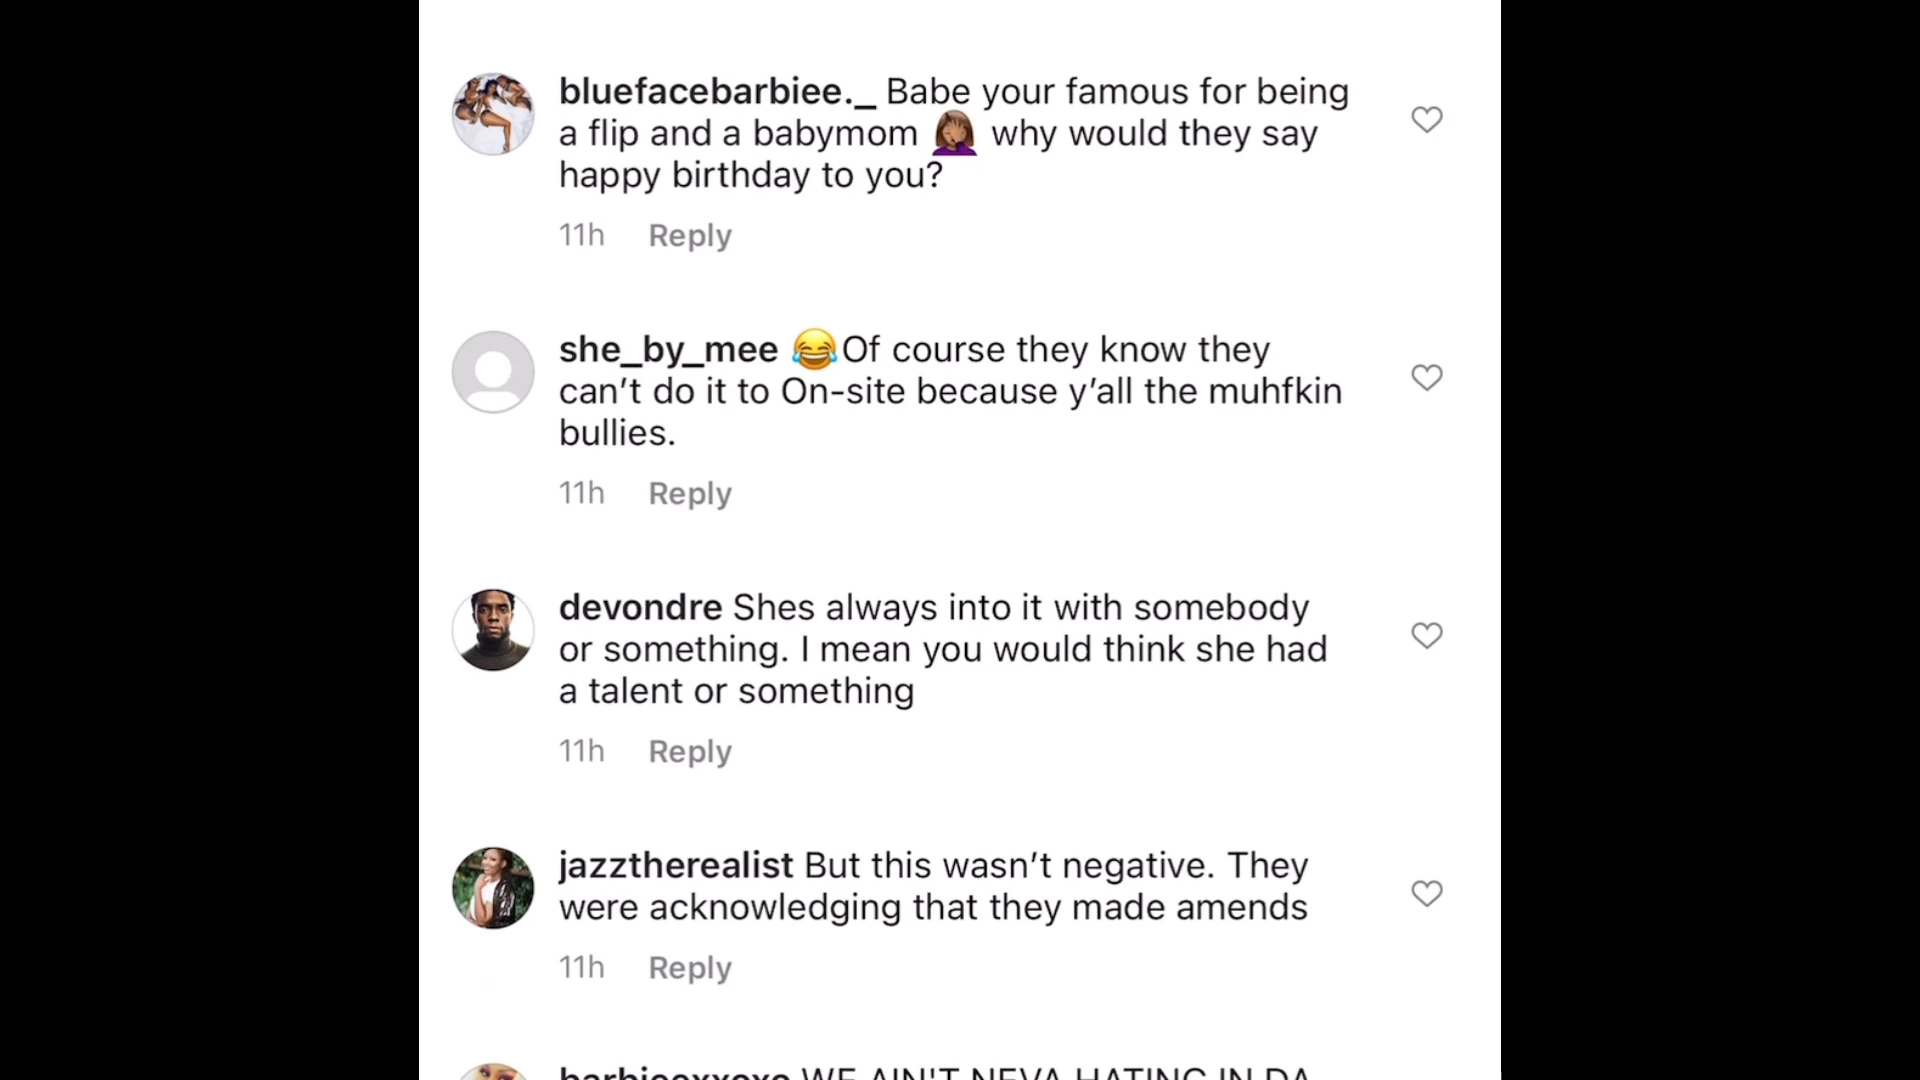 bluefacebarbiee._ Babe your famous for being
a flip and a babymom 🤦🏽‍♀️ why would they say
happy birthday to you?
11h Reply
she_by_mee 😂Of course they know they
can’t do it to On-site because y’all the muhfkin
bullies.
11h Reply
devondre Shes always into it with somebody
or something. I mean you would think she had
a talent or something
11h Reply
jazztherealist But this wasn’t negative. They
were acknowledging that they made amends
11h Reply
WE AIN'T NEVA HATING IN DA